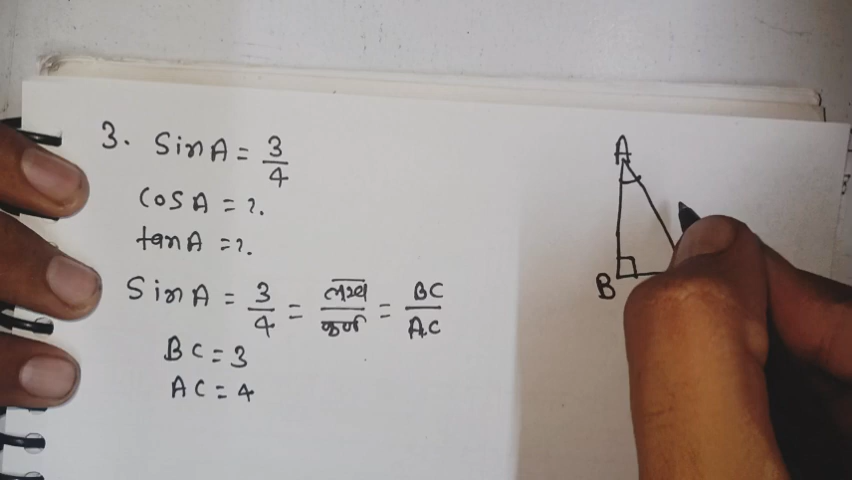 3. SinA = 3/4
cosA = ?.
tanA = ?.
SinA = 3/4 = लम्ब/कर्ण = BC/AC
BC = 3
AC = 4
A
B